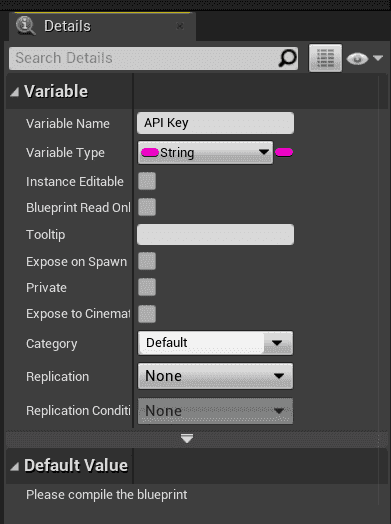 Details
Search Details
Variable
Variable Name API Key
Variable Type String
Instance Editable
Blueprint Read Onl
Tooltip
Expose on Spawn
Private
Expose to Cinemat
Category Default
Replication None
Replication Conditi None
Default Value
Please compile the blueprint